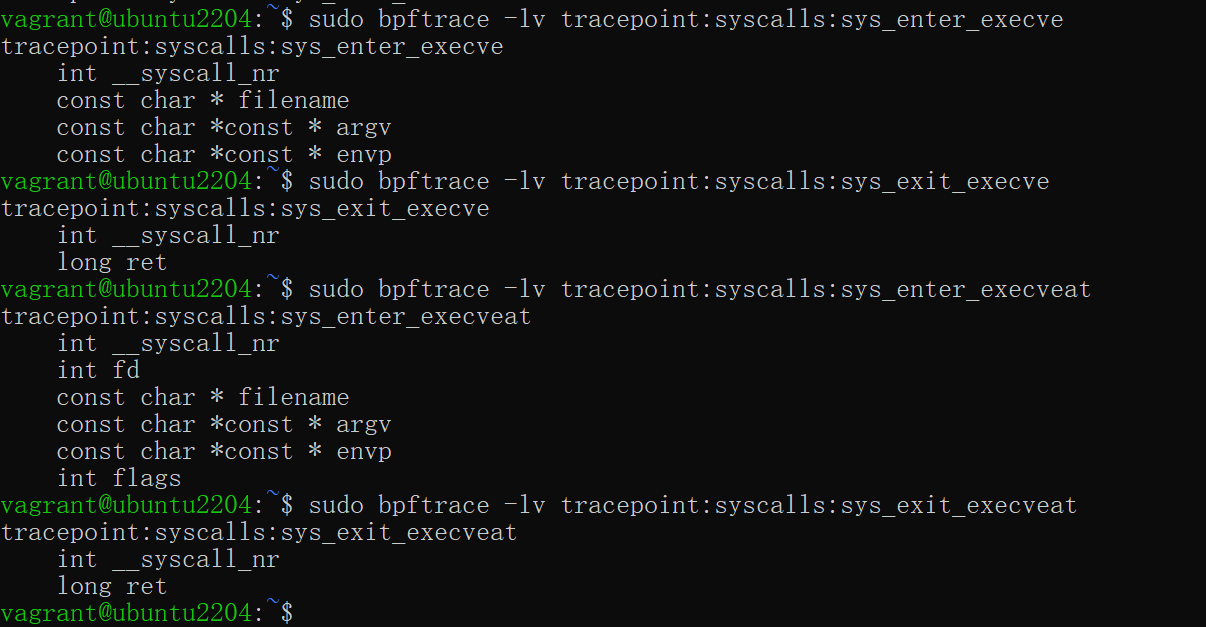 vagrant@ubuntu2204:~$ sudo bpftrace -lv tracepoint:syscalls:sys_enter_execve
tracepoint:syscalls:sys_enter_execve
    int __syscall_nr
    const char * filename
    const char *const * argv
    const char *const * envp
vagrant@ubuntu2204:~$ sudo bpftrace -lv tracepoint:syscalls:sys_exit_execve
tracepoint:syscalls:sys_exit_execve
    int __syscall_nr
    long ret
vagrant@ubuntu2204:~$ sudo bpftrace -lv tracepoint:syscalls:sys_enter_execveat
tracepoint:syscalls:sys_enter_execveat
    int __syscall_nr
    int fd
    const char * filename
    const char *const * argv
    const char *const * envp
    int flags
vagrant@ubuntu2204:~$ sudo bpftrace -lv tracepoint:syscalls:sys_exit_execveat
tracepoint:syscalls:sys_exit_execveat
    int __syscall_nr
    long ret
vagrant@ubuntu2204:~$